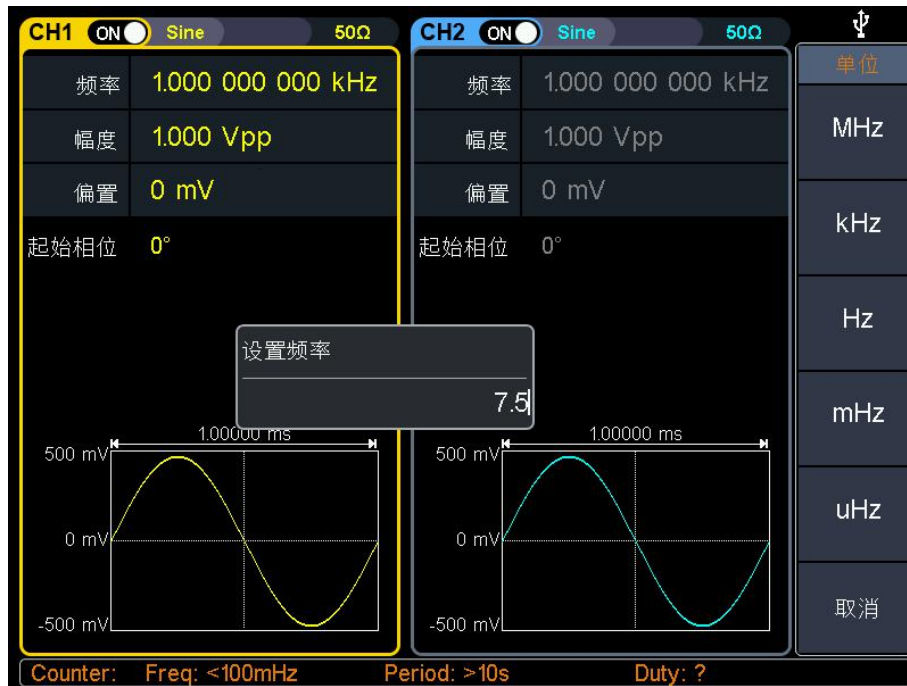 CH1 ON Sine 50Ω
频率 1.000 000 000 kHz
幅度 1.000 Vpp
偏置 0 mV
起始相位 0°
CH2 ON Sine 50Ω
频率 1.000 000 000 kHz
幅度 1.000 Vpp
偏置 0 mV
起始相位 0°
设置频率
7.5
1.00000 ms
500 mV
0 mV
-500 mV
1.00000 ms
500 mV
0 mV
-500 mV
单位
MHz
kHz
Hz
mHz
uHz
取消
Counter: Freq: <100mHz Period: >10s Duty: ?